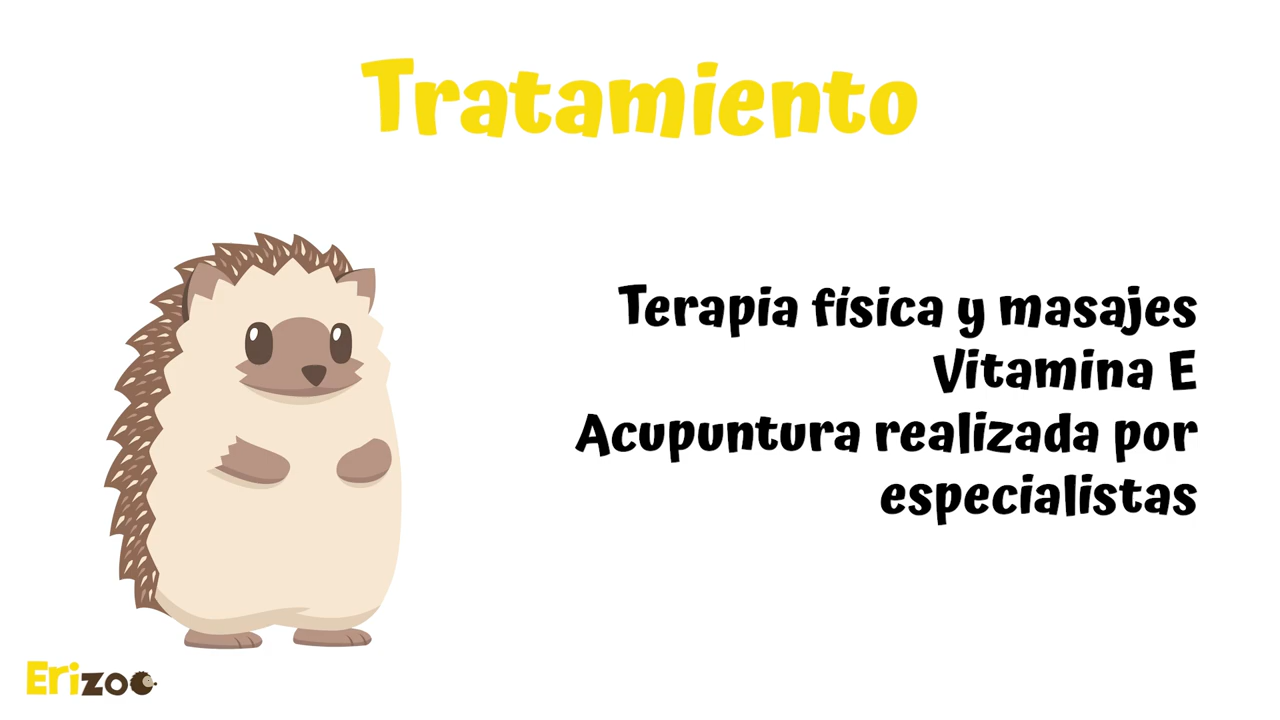 Tratamiento
Terapia física y masajes
Vitamina E
Acupuntura realizada por
especialistas
Erizoo